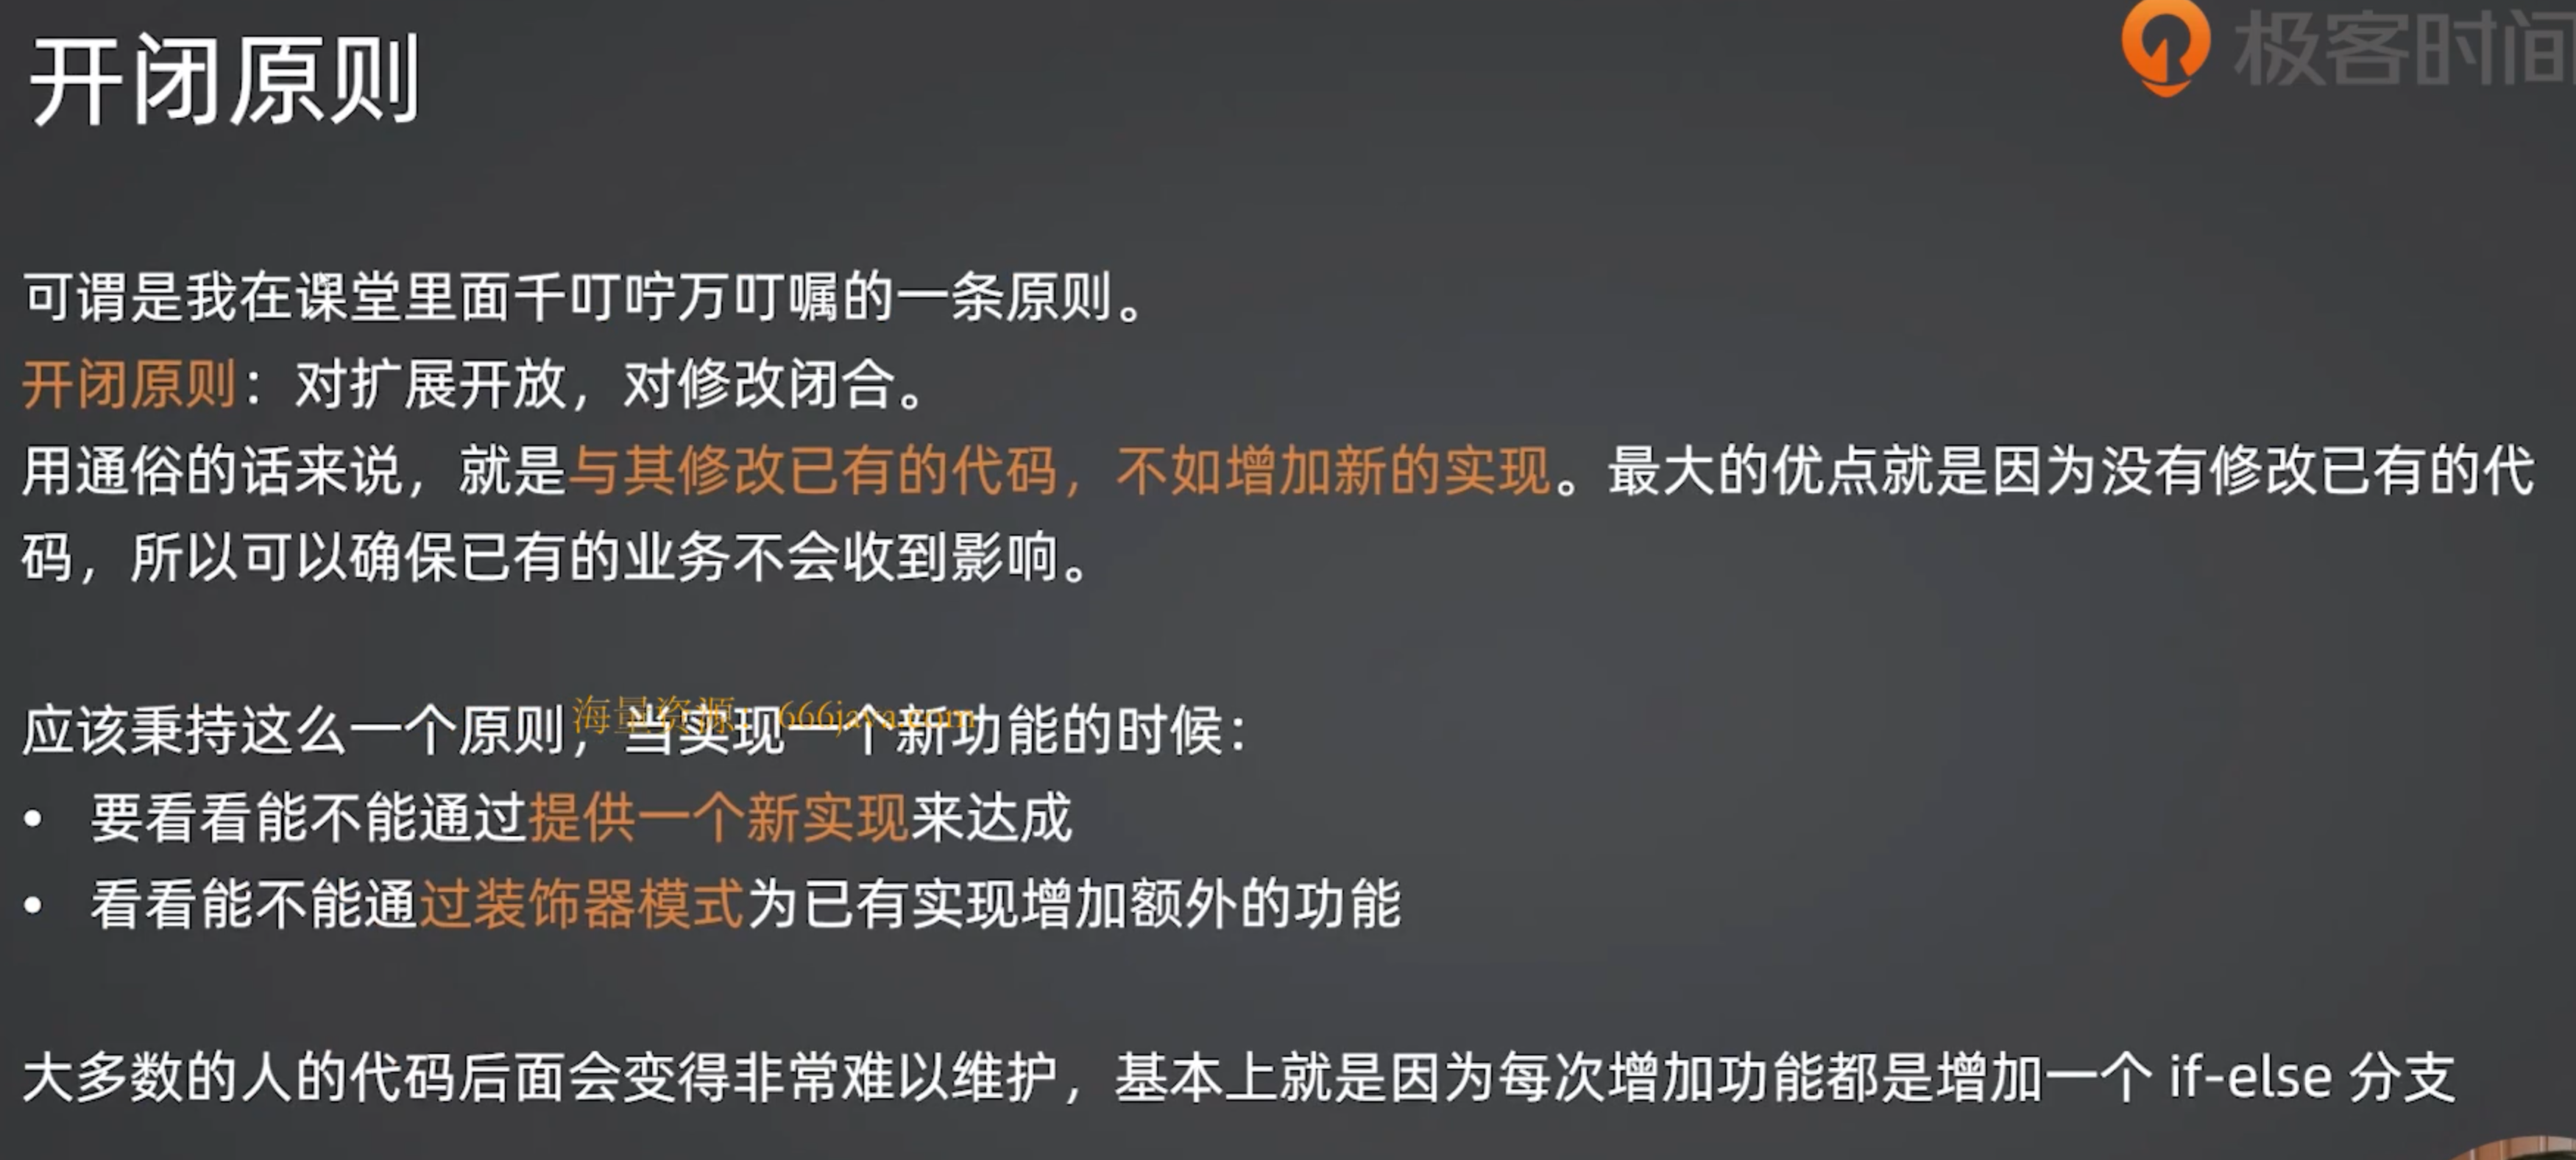 开闭原则
极客时间
可谓是我在课堂里面千叮咛万叮嘱的一条原则。
开闭原则：对扩展开放，对修改闭合。
用通俗的话来说，就是与其修改已有的代码，不如增加新的实现。最大的优点就是因为没有修改已有的代
码，所以可以确保已有的业务不会收到影响。
海量资源：666java.com
应该秉持这么一个原则，当实现一个新功能的时候：
• 要看看能不能通过提供一个新实现来达成
• 看看能不能通过装饰器模式为已有实现增加额外的功能
大多数的人的代码后面会变得非常难以维护，基本上就是因为每次增加功能都是增加一个 if-else 分支